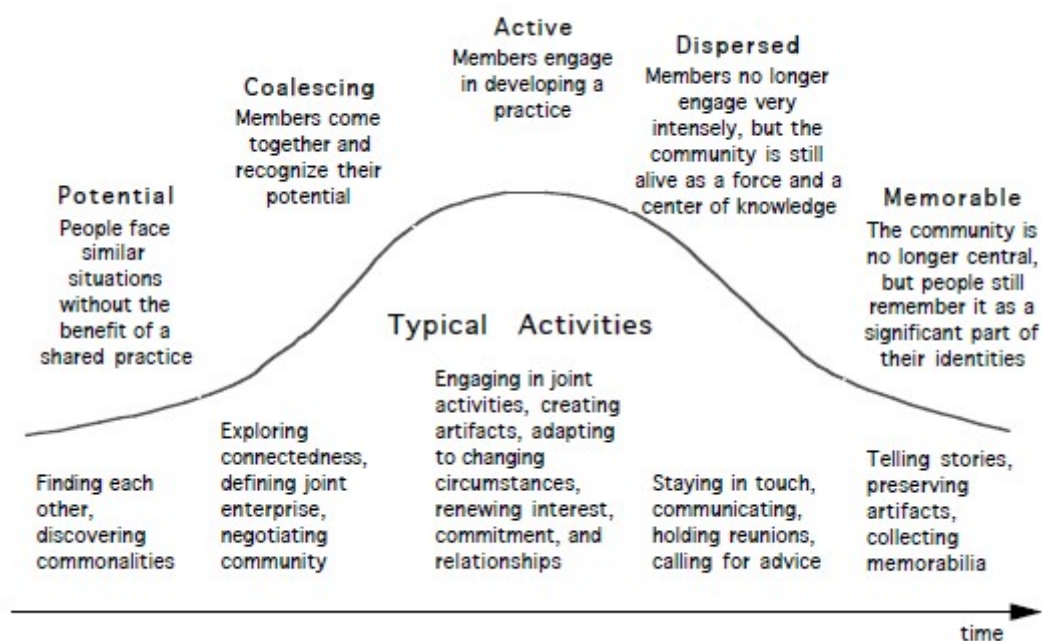 Potential
People face
similar
situations
without the
benefit of a
shared practice
Coalescing
Members come
together and
recognize their
potential
Active
Members engage
in developing a
practice
Dispersed
Members no longer
engage very
intensely, but the
community is still
alive as a force and a
center of knowledge
Memorable
The community is
no longer central,
but people still
remember it as a
significant part of
their identities
Typical Activities
Finding each
other,
discovering
commonalities
Exploring
connectedness,
defining joint
enterprise,
negotiating
community
Engaging in joint
activities, creating
artifacts, adapting
to changing
circumstances,
renewing interest,
commitment, and
relationships
Staying in touch,
communicating,
holding reunions,
calling for advice
Telling stories,
preserving
artifacts,
collecting
memorabilia
time